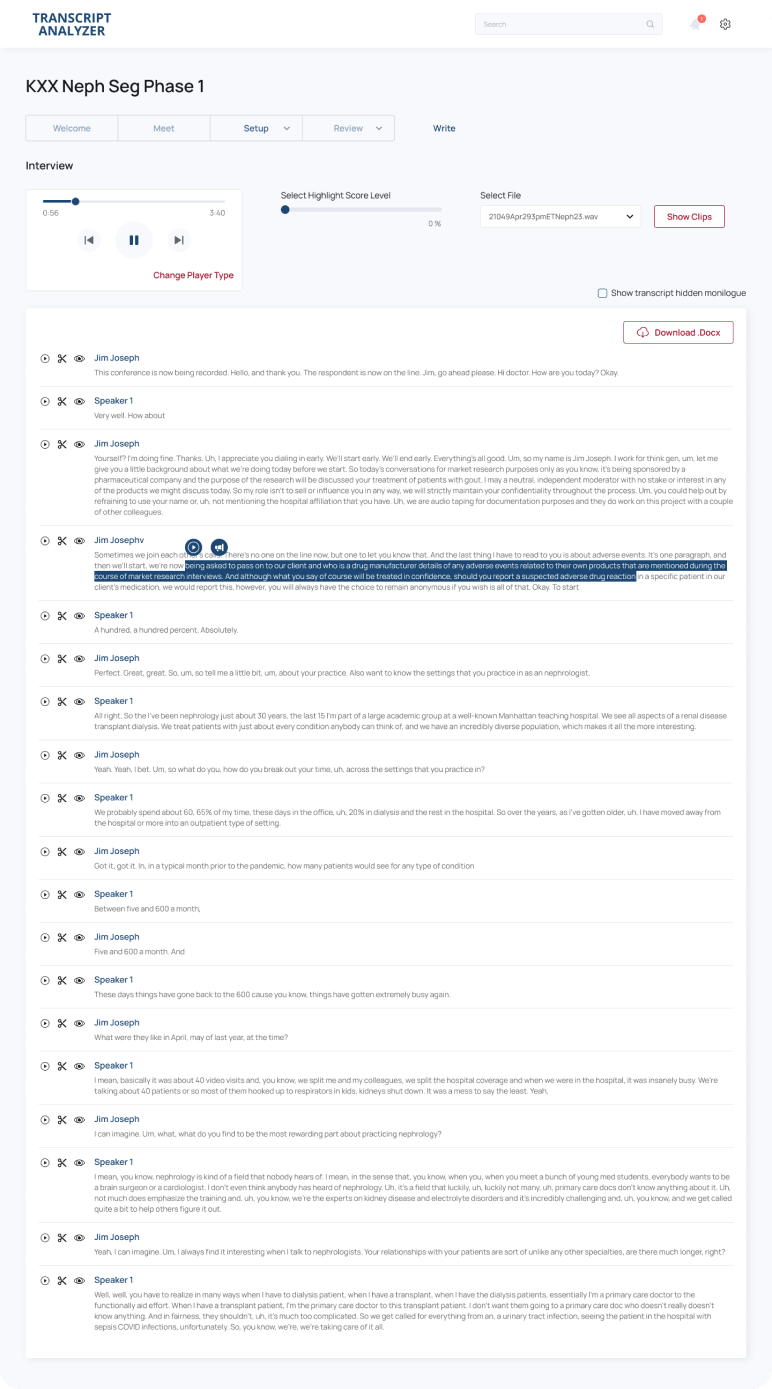 TRANSCRIPT
ANALYZER
Search
KXX Neph Seg Phase 1
Welcome
Meet
Setup
Review
Write
Interview
0:56
3:40
Change Player Type
Select Highlight Score Level
0 %
Select File
21049Apr293pmETNeph23.wav
Show Clips
Show transcript hidden monilogue
Download .Docx
Jim Joseph
This conference is now being recorded. Hello, and thank you. The respondent is now on the line. Jim, go ahead please. Hi doctor. How are you today? Okay.
Speaker 1
Very well. How about
Jim Joseph
Yourself? I'm doing fine. Thanks. Uh, I appreciate you dialing in early. We'll start early. We'll end early. Everything's all good. Um, so my name is Jim Joseph. I work for think gen, um, let me
give you a little background about what we're doing today before we start. So today's conversations for market research purposes only as you know, it's being sponsored by a
pharmaceutical company and the purpose of the research will be discussed your treatment of patients with gout. I may a neutral, independent moderator with no stake or interest in any
of the products we might discuss today. So my role isn't to sell or influence you in any way, we will strictly maintain your confidentiality throughout the process. Um, you could help out by
refraining to use your name or, uh, not mentioning the hospital affiliation that you have. Uh, we are audio taping for documentation purposes and they do work on this project with a couple
of other colleagues.
Jim Josephv
Sometimes we join each other's calls. There's no one on the line now, but one to let you know that. And the last thing I have to read to you is about adverse events. It's one paragraph, and
then we'll start, we're now being asked to pass on to our client and who is a drug manufacturer details of any adverse events related to their own products that are mentioned during the
course of market research interviews. And although what you say of course will be treated in confidence, should you report a suspected adverse drug reaction in a specific patient in our
client's medication, we would report this, however, you will always have the choice to remain anonymous if you wish is all of that. Okay. To start
Speaker 1
A hundred, a hundred percent. Absolutely.
Jim Joseph
Perfect. Great, great. So, um, so tell me a little bit, um, about your practice. Also want to know the settings that you practice in as an nephrologist.
Speaker 1
All right. So the I've been nephrology just about 30 years, the last 15 I'm part of a large academic group at a well-known Manhattan teaching hospital. We see all aspects of a renal disease
transplant dialysis. We treat patients with just about every condition anybody can think of, and we have an incredibly diverse population, which makes it all the more interesting.
Jim Joseph
Yeah. Yeah, I bet. Um, so what do you, how do you break out your time, uh, across the settings that you practice in?
Speaker 1
We probably spend about 60, 65% of my time, these days in the office, uh, 20% in dialysis and the rest in the hospital. So over the years, as I've gotten older, uh, I have moved away from
the hospital or more into an outpatient type of setting.
Jim Joseph
Got it, got it. In, in a typical month prior to the pandemic, how many patients would see for any type of condition
Speaker 1
Between five and 600 a month,
Jim Joseph
Five and 600 a month. And
Speaker 1
These days things have gone back to the 600 cause you know, things have gotten extremely busy again.
Jim Joseph
What were they like in April, may of last year, at the time?
Speaker 1
I mean, basically it was about 40 video visits and, you know, we split me and my colleagues, we split the hospital coverage and when we were in the hospital, it was insanely busy. We're
talking about 40 patients or so most of them hooked up to respirators in kids, kidneys shut down. It was a mess to say the least. Yeah,
Jim Joseph
I can imagine. Um, what, what do you find to be the most rewarding part about practicing nephrology?
Speaker 1
I mean, you know, nephrology is kind of a field that nobody hears of. I mean, in the sense that, you know, when you, when you meet a bunch of young med students, everybody wants to be
a brain surgeon or a cardiologist. I don't even think anybody has heard of nephrology. Uh, it's a field that luckily, uh, luckily not many, uh, primary care docs don't know anything about it. Uh,
not much does emphasize the training and, uh, you know, we're the experts on kidney disease and electrolyte disorders and it's incredibly challenging and, uh, you know, and we get called
quite a bit to help others figure it out.
Jim Joseph
Yeah, I can imagine. Um, I always find it interesting when I talk to nephrologists. Your relationships with your patients are sort of unlike any other specialties, are there much longer, right?
Speaker 1
Well, well, you have to realize in many ways when I have to dialysis patient, when I have a transplant, when I have the dialysis patients, essentially I'm a primary care doctor to the
functionally aid effort. When I have a transplant patient, I'm the primary care doctor to this transplant patient. I don't want them going to a primary care doc who doesn't really doesn't
know anything. And in fairness, they shouldn't, uh, it's much too complicated. So we get called for everything from an, a urinary tract infection, seeing the patient in the hospital with
sepsis COVID infections, unfortunately. So, you know, we're, we're taking care of it all.